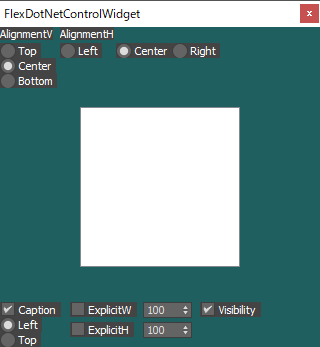 FlexDotNetControlWidget x
AlignmentV AlignmentH
Top Left Center Right
Center
Bottom
Caption ExplicitW 100 Visibility
Left ExplicitH 100
Top